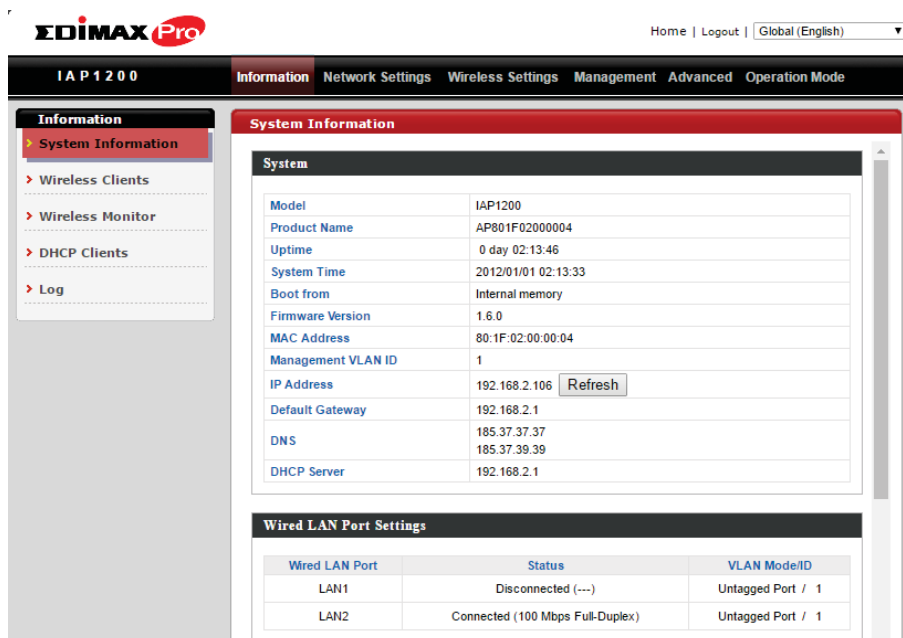 EDIMAX Pro
Home | Logout | Global (English)
IAP1200
Information Network Settings Wireless Settings Management Advanced Operation Mode
Information
System Information
Wireless Clients
Wireless Monitor
DHCP Clients
Log
System Information
System
Model IAP1200
Product Name AP801F02000004
Uptime 0 day 02:13:46
System Time 2012/01/01 02:13:33
Boot from Internal memory
Firmware Version 1.6.0
MAC Address 80:1F:02:00:00:04
Management VLAN ID 1
IP Address 192.168.2.106 Refresh
Default Gateway 192.168.2.1
DNS 185.37.37.37
185.37.39.39
DHCP Server 192.168.2.1
Wired LAN Port Settings
Wired LAN Port Status VLAN Mode/ID
LAN1 Disconnected (---) Untagged Port / 1
LAN2 Connected (100 Mbps Full-Duplex) Untagged Port / 1